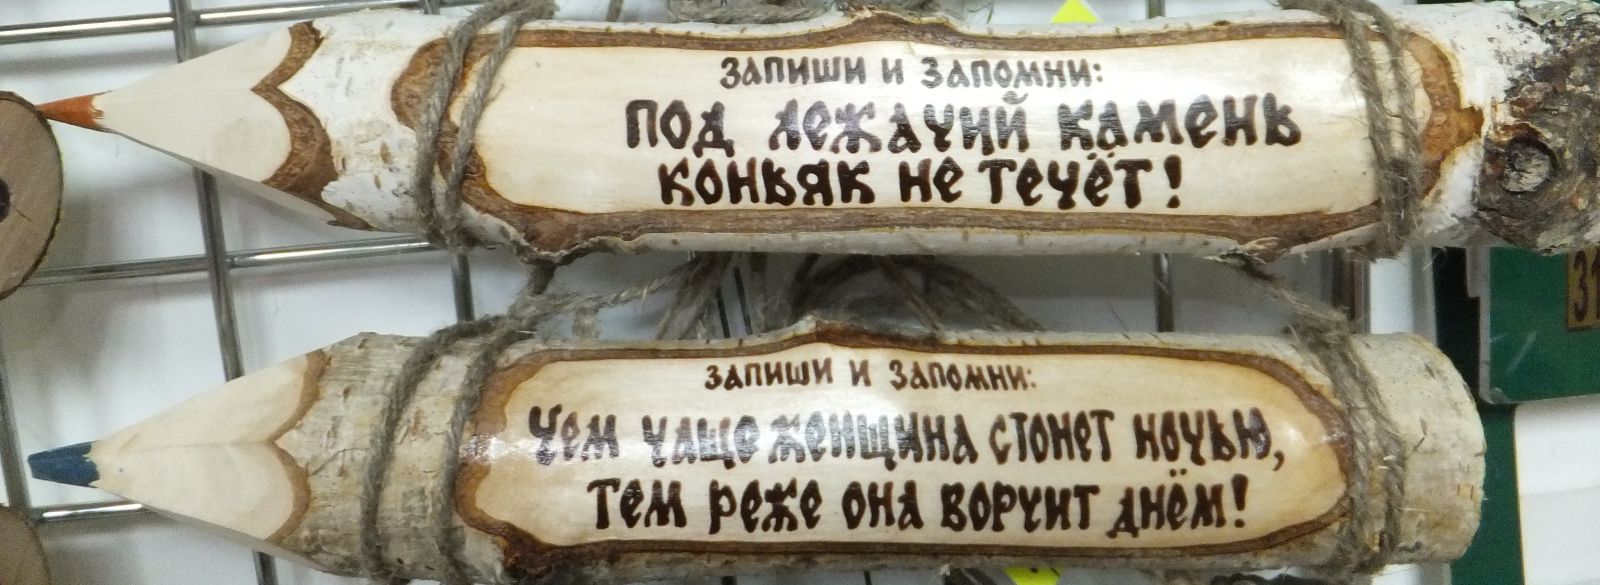 запиши и запомни:
под лежачий камень
коньяк не течёт!
31
запиши и запомни:
Чем чаще женщина стонет ночью,
тем реже она ворчит днём!